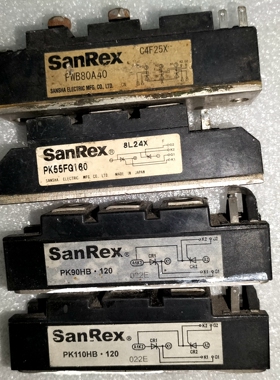 SanRex
C4F25X
FWB80A40
SANSHA ELECTRIC MFG. CO., LTD.
SanRex
8L24X
PK55FG160
SANSHA ELECTRIC MFG CO LTD MADE IN JAPAN
SanRex®
PK90HB・120
022E
SanRex®
PK110HB・120
022E